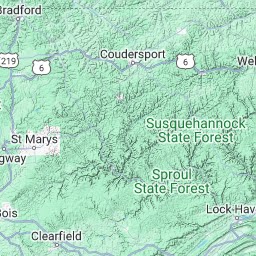 Bradford
Coudersport
219
6
6
Wel
Susquehannock
State Forest
St Marys
gway
Sproul
State Forest
Lock Hav
Bois
Clearfield